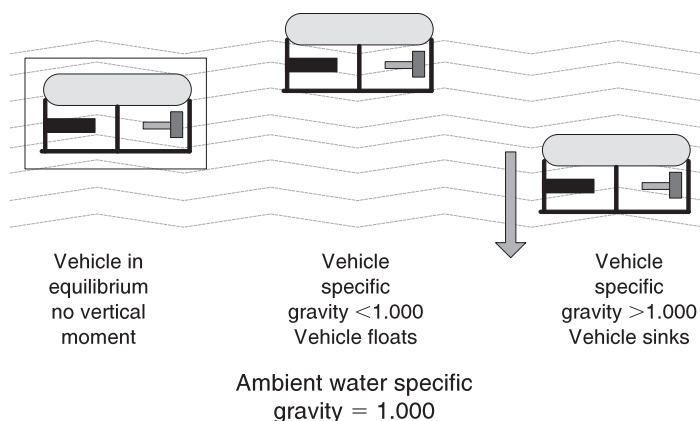 Vehicle in
equilibrium
no vertical
moment
Vehicle
specific
gravity <1.000
Vehicle floats
Vehicle
specific
gravity >1.000
Vehicle sinks
Ambient water specific
gravity = 1.000